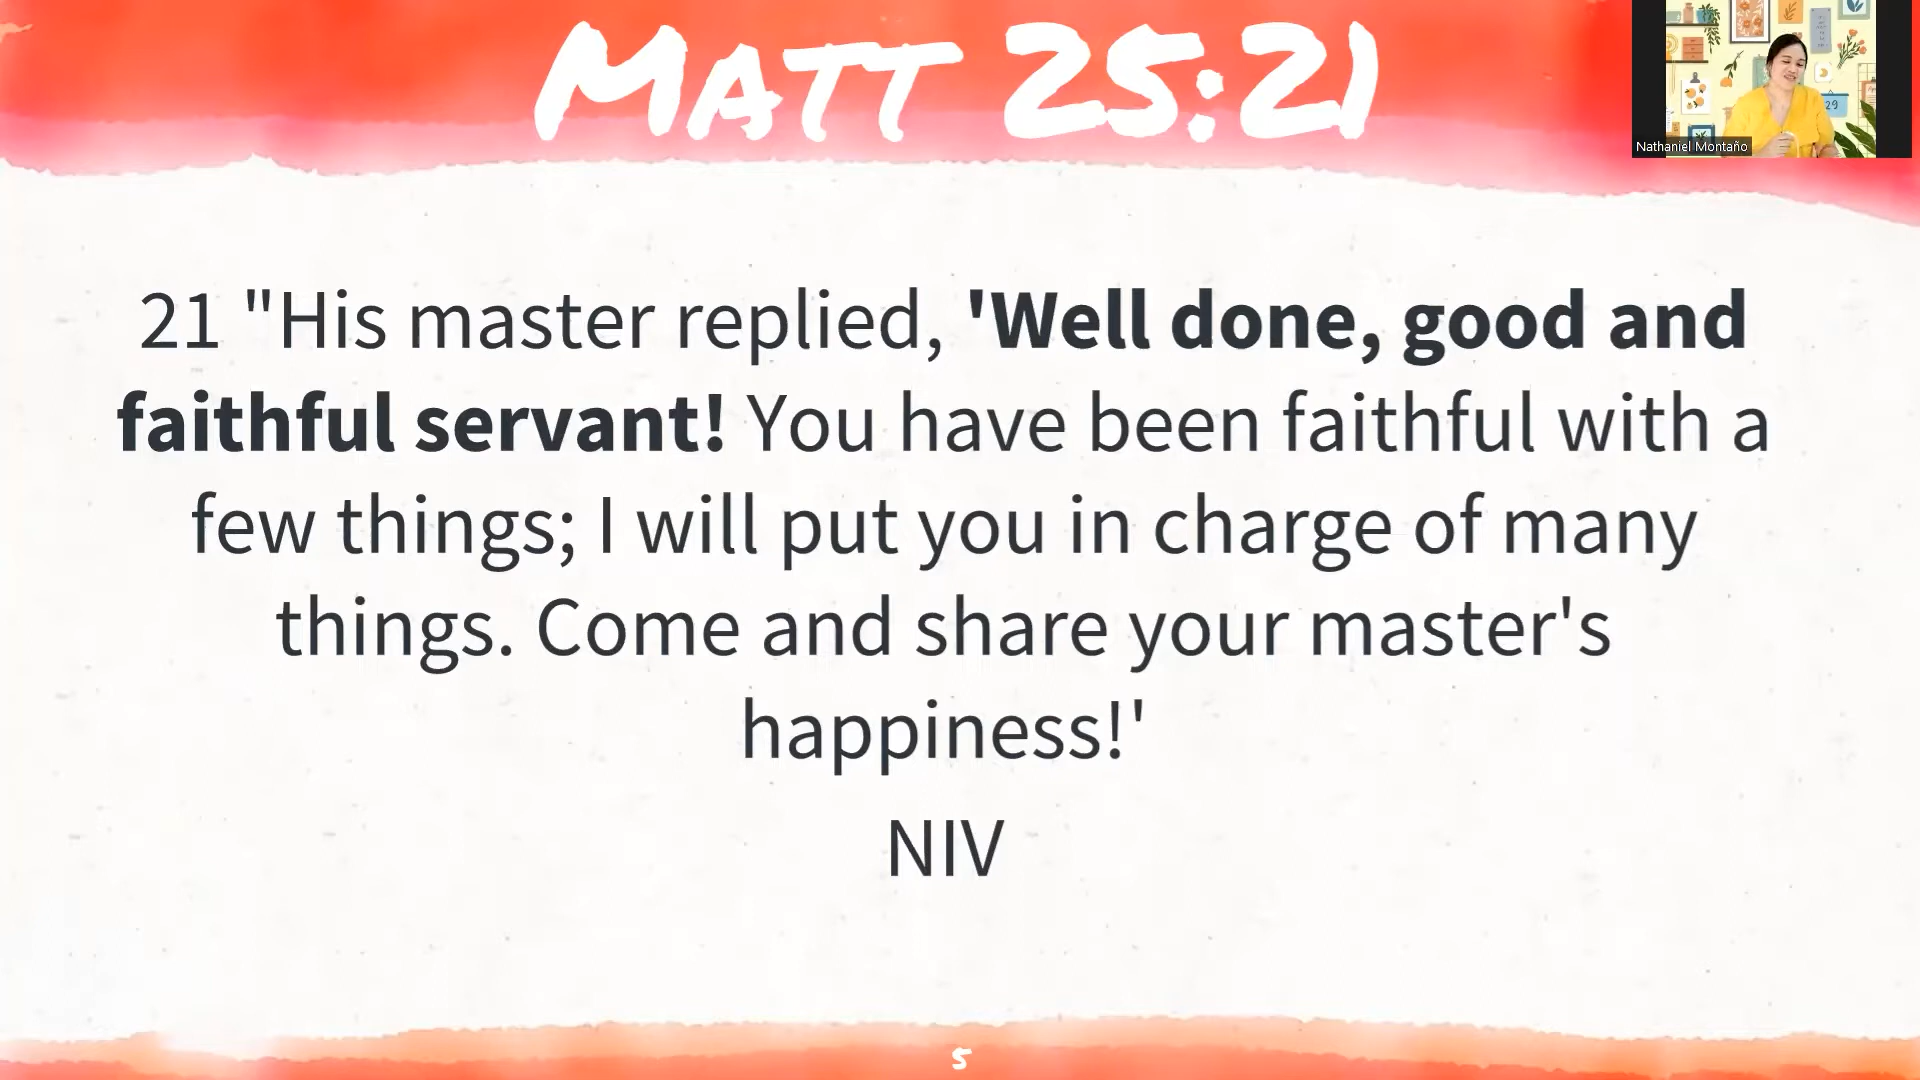 MATT 25:21
Nathaniel Montaño
21 "His master replied, 'Well done, good and
faithful servant! You have been faithful with a
few things; I will put you in charge of many
things. Come and share your master's
happiness!'
NIV
5